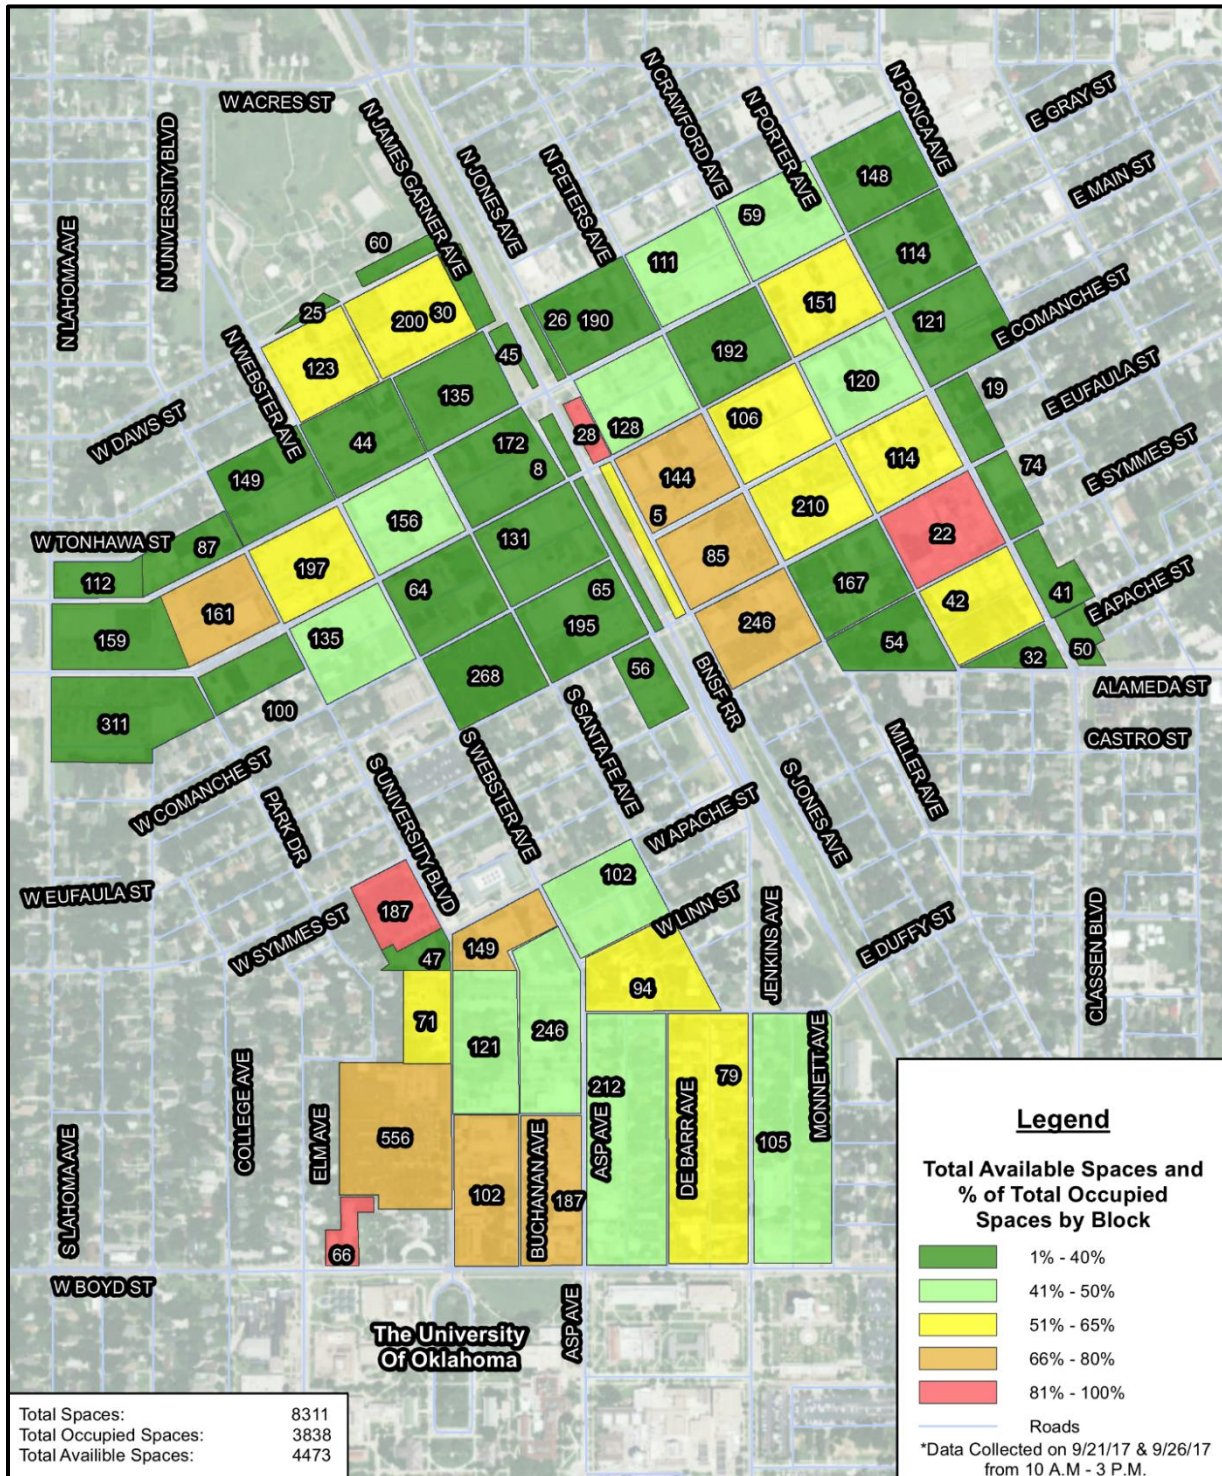 W ACRES ST
N UNIVERSITY BLVD
N LAHOMA AVE
N JAMES GARNER AVE
N JONES AVE
N PETERS AVE
N CRAWFORD AVE
N PORTER AVE
N PONCA AVE
E GRAY ST
E MAIN ST
E COMANCHE ST
E EUFAULA ST
E SYMMES ST
E APACHE ST
ALAMEDA ST
CASTRO ST
N WEBSTER AVE
W DAWS ST
W TONHAWA ST
60
25
200
30
123
45
26
190
111
59
148
114
121
151
192
120
19
135
44
149
172
8
28
128
106
114
74
144
5
210
22
87
156
131
112
197
64
65
85
167
41
42
159
161
135
195
246
54
32
50
311
100
268
56
BNSF RR
W COMANCHE ST
PARK DR
S UNIVERSITY BLVD
S WEBSTER AVE
S SANTA FE AVE
W APACHE ST
S JONES AVE
MILLER AVE
W EUFAULA ST
W SYMMES ST
W LINN ST
JENKINS AVE
E DUFFY ST
CLASSEN BLVD
187
47
149
102
94
71
121
246
212
79
105
556
102
187
66
COLLEGE AVE
ELM AVE
BUCHANAN AVE
ASP AVE
DE BARR AVE
MONNETT AVE
S LAHOMA AVE
W BOYD ST
ASP AVE
The University
Of Oklahoma
Legend
Total Available Spaces and
% of Total Occupied
Spaces by Block
1% - 40%
41% - 50%
51% - 65%
66% - 80%
81% - 100%
Roads
*Data Collected on 9/21/17 & 9/26/17
from 10 A.M - 3 P.M.
Total Spaces: 8311
Total Occupied Spaces: 3838
Total Availible Spaces: 4473